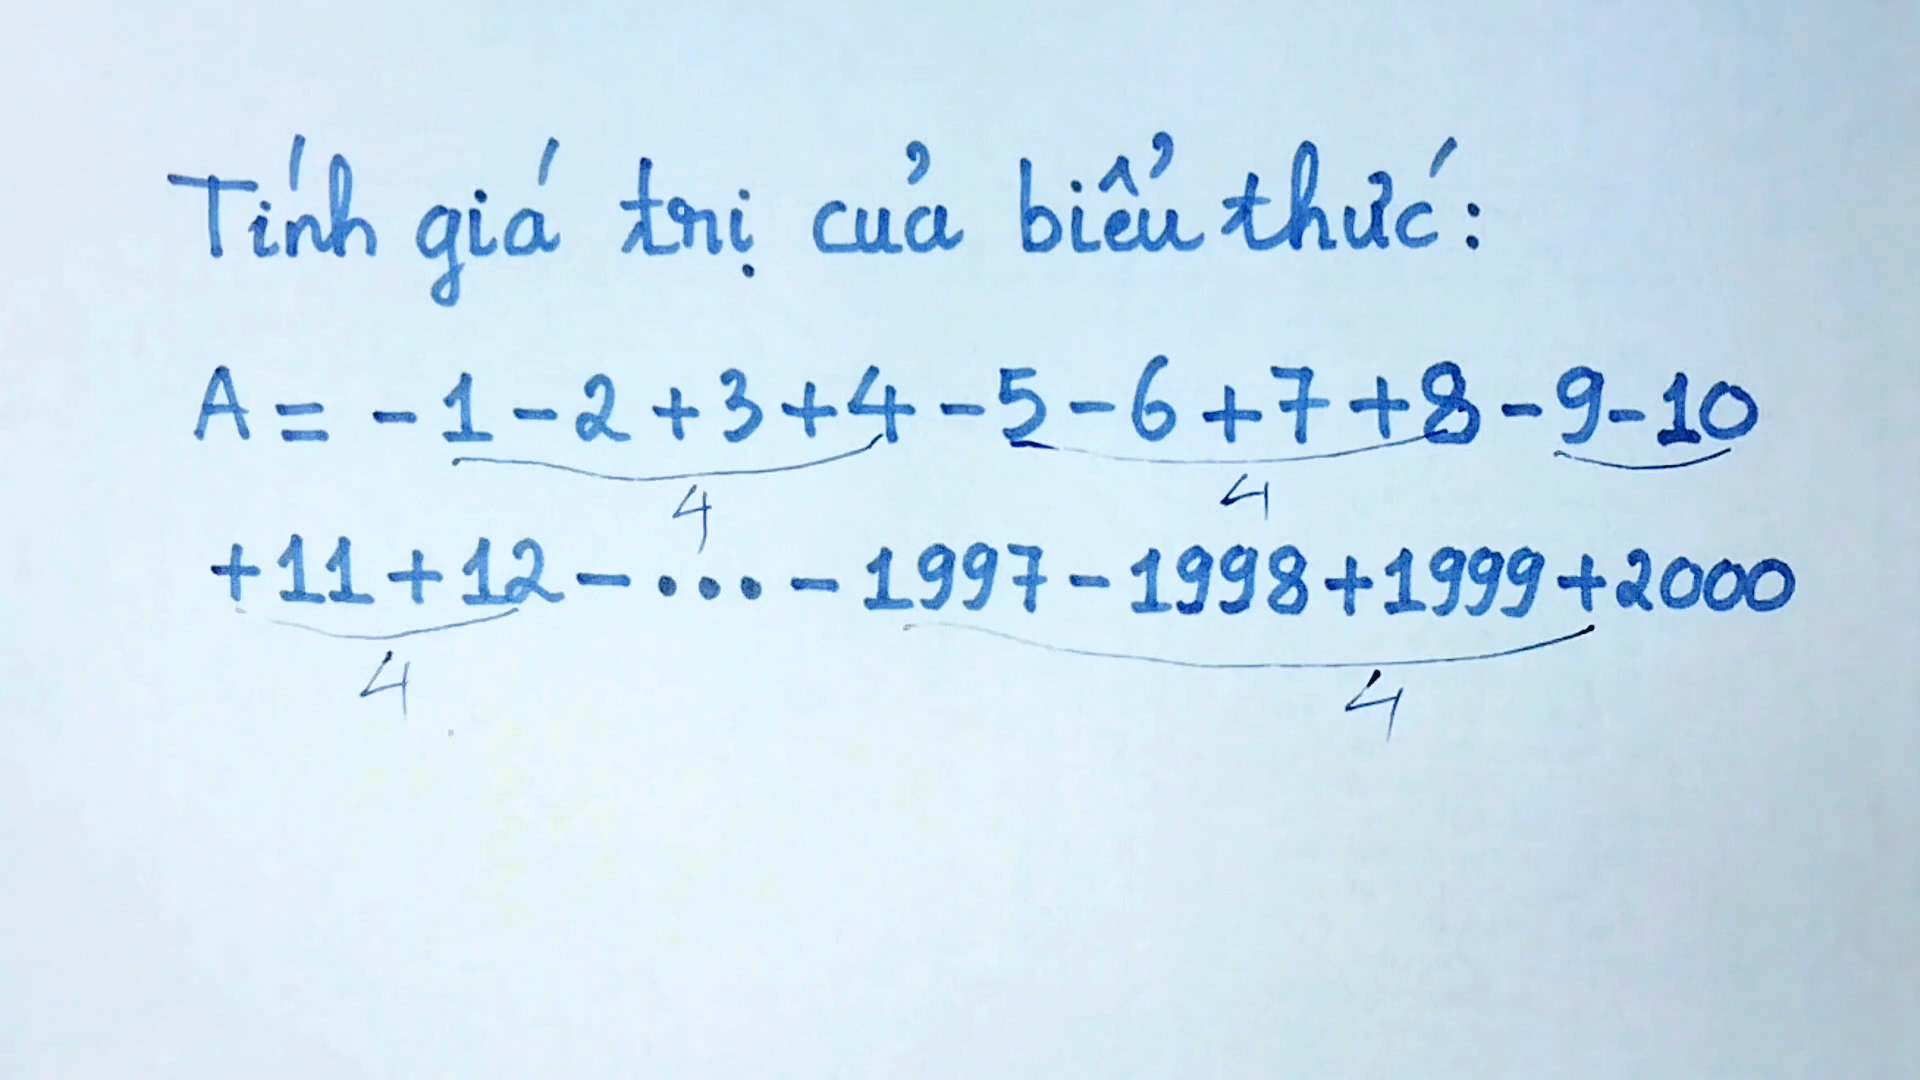 Tính giá trị của biểu thức:
A = - 1 - 2 + 3 + 4 - 5 - 6 + 7 + 8 - 9 - 10
4 4
+ 11 + 12 - ... - 1997 - 1998 + 1999 + 2000
4 4